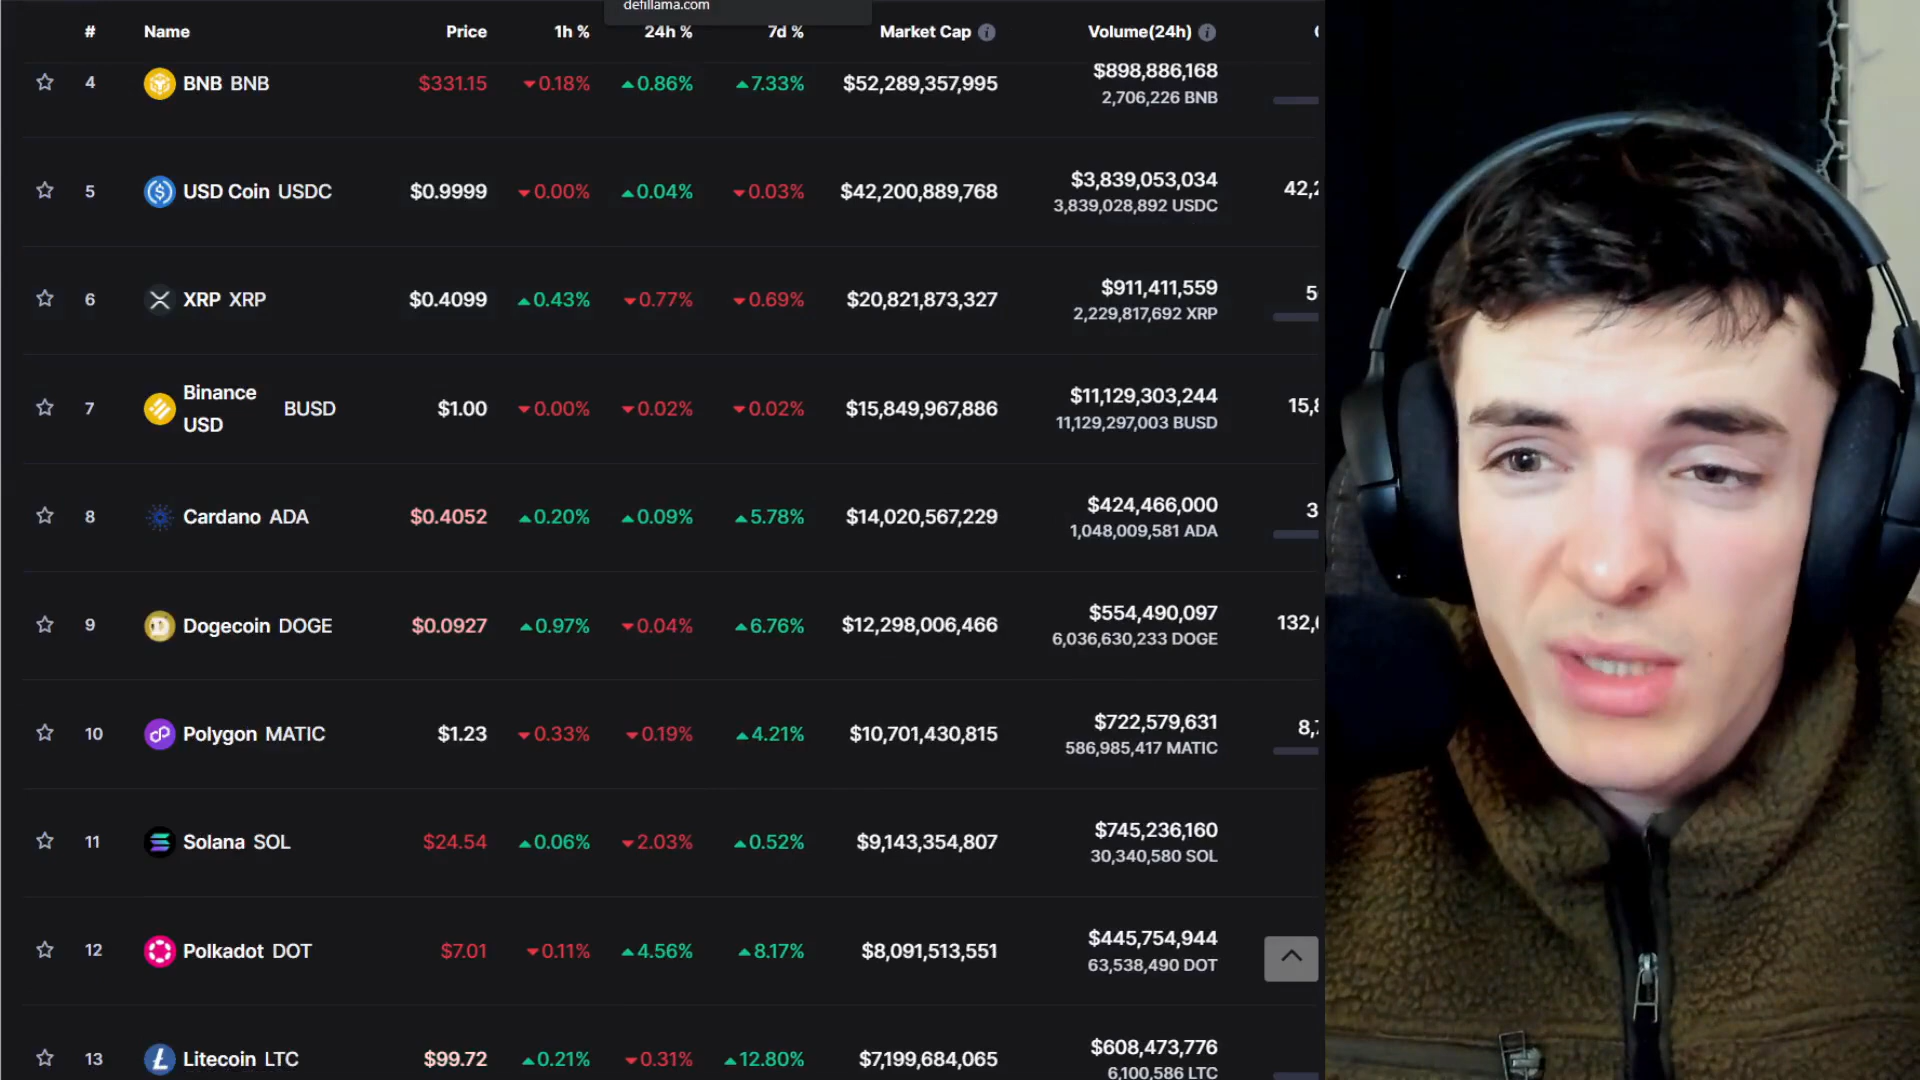 defillama.com
# Name Price 1h % 24h % 7d % Market Cap Volume(24h)
4 BNB BNB $331.15 0.18% 0.86% 7.33% $52,289,357,995 $898,886,168
2,706,226 BNB
5 USD Coin USDC $0.9999 0.00% 0.04% 0.03% $42,200,889,768 $3,839,053,034
3,839,028,892 USDC
42,2
6 XRP XRP $0.4099 0.43% 0.77% 0.69% $20,821,873,327 $911,411,559
2,229,817,692 XRP
5
7 Binance USD BUSD $1.00 0.00% 0.02% 0.02% $15,849,967,886 $11,129,303,244
11,129,297,003 BUSD
15,8
8 Cardano ADA $0.4052 0.20% 0.09% 5.78% $14,020,567,229 $424,466,000
1,048,009,581 ADA
3
9 Dogecoin DOGE $0.0927 0.97% 0.04% 6.76% $12,298,006,466 $554,490,097
6,036,630,233 DOGE
132,6
10 Polygon MATIC $1.23 0.33% 0.19% 4.21% $10,701,430,815 $722,579,631
586,985,417 MATIC
8,7
11 Solana SOL $24.54 0.06% 2.03% 0.52% $9,143,354,807 $745,236,160
30,340,580 SOL
12 Polkadot DOT $7.01 0.11% 4.56% 8.17% $8,091,513,551 $445,754,944
63,538,490 DOT
13 Litecoin LTC $99.72 0.21% 0.31% 12.80% $7,199,684,065 $608,473,776
6,100,586 LTC